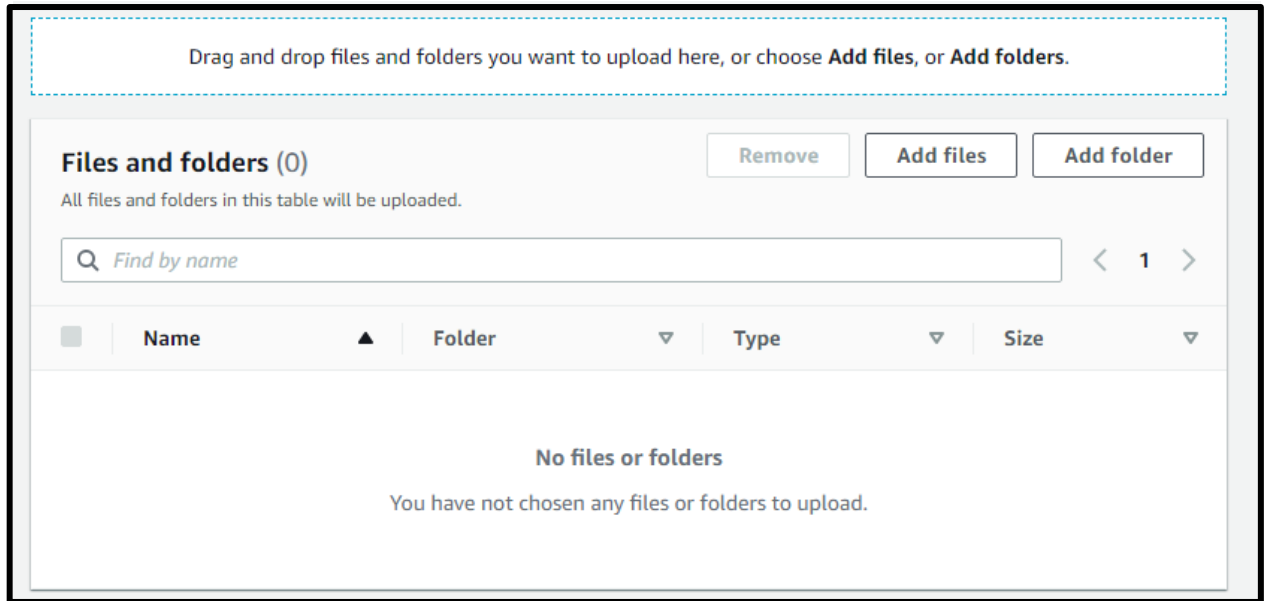 Drag and drop files and folders you want to upload here, or choose Add files, or Add folders.
Files and folders (0)
Remove
Add files
Add folder
All files and folders in this table will be uploaded.
Find by name
1
Name
Folder
Type
Size
No files or folders
You have not chosen any files or folders to upload.